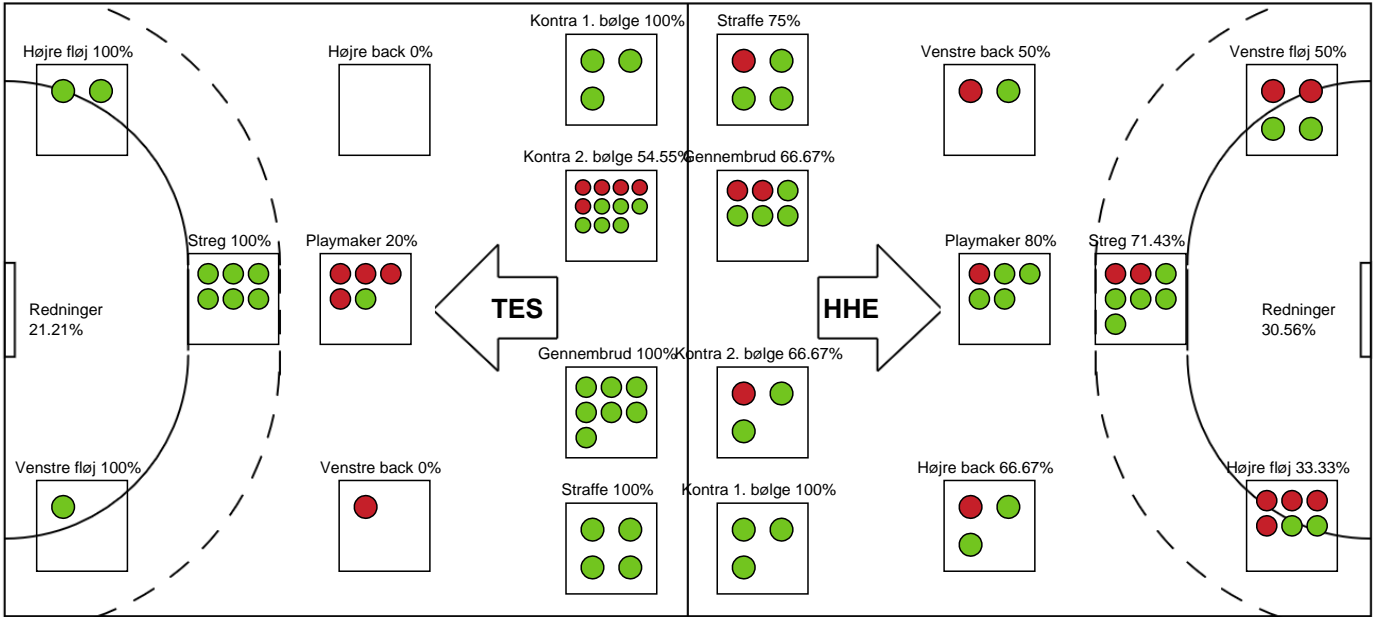 Kontra 1. bølge 100%
Straffe 75%
Højre fløj 100%
Højre back 0%
Venstre back 50%
Venstre fløj 50%
Kontra 2. bølge 54.55%
Gennembrud 66.67%
Streg 100%
Playmaker 20%
Playmaker 80%
Streg 71.43%
TES
HHE
Redninger
21.21%
Redninger
30.56%
Gennembrud 100%
Kontra 2. bølge 66.67%
Venstre fløj 100%
Venstre back 0%
Højre back 66.67%
Højre fløj 33.33%
Straffe 100%
Kontra 1. bølge 100%